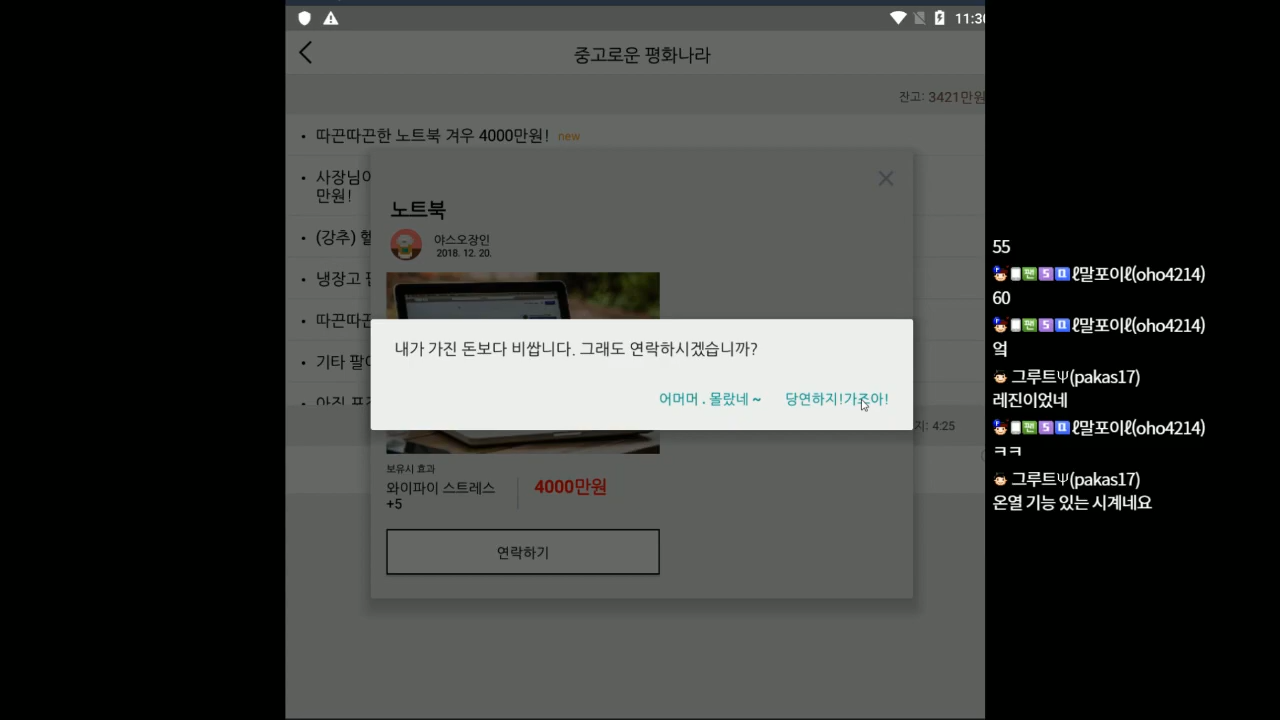 11:30
중고로운 평화나라
잔고: 3421만원
• 따끈따끈한 노트북 겨우 4000만원! new
• 사장님이
만원!
• (강추) 헬
• 냉장고
• 따끈따끈
• 기타 팔아
노트북
야스오장인
2018. 12. 20.
내가 가진 돈보다 비쌉니다. 그래도 연락하시겠습니까?
어머머 . 몰랐네 ~ 당연하지!가즈아!
지: 4:25
보유시 효과
와이파이 스트레스
+5
4000만원
연락하기
55
ℓ말포이ℓ(oho4214)
60
ℓ말포이ℓ(oho4214)
엌
그루트Ψ(pakas17)
레진이었네
ℓ말포이ℓ(oho4214)
ㅋㅋ
그루트Ψ(pakas17)
온열 기능 있는 시계네요